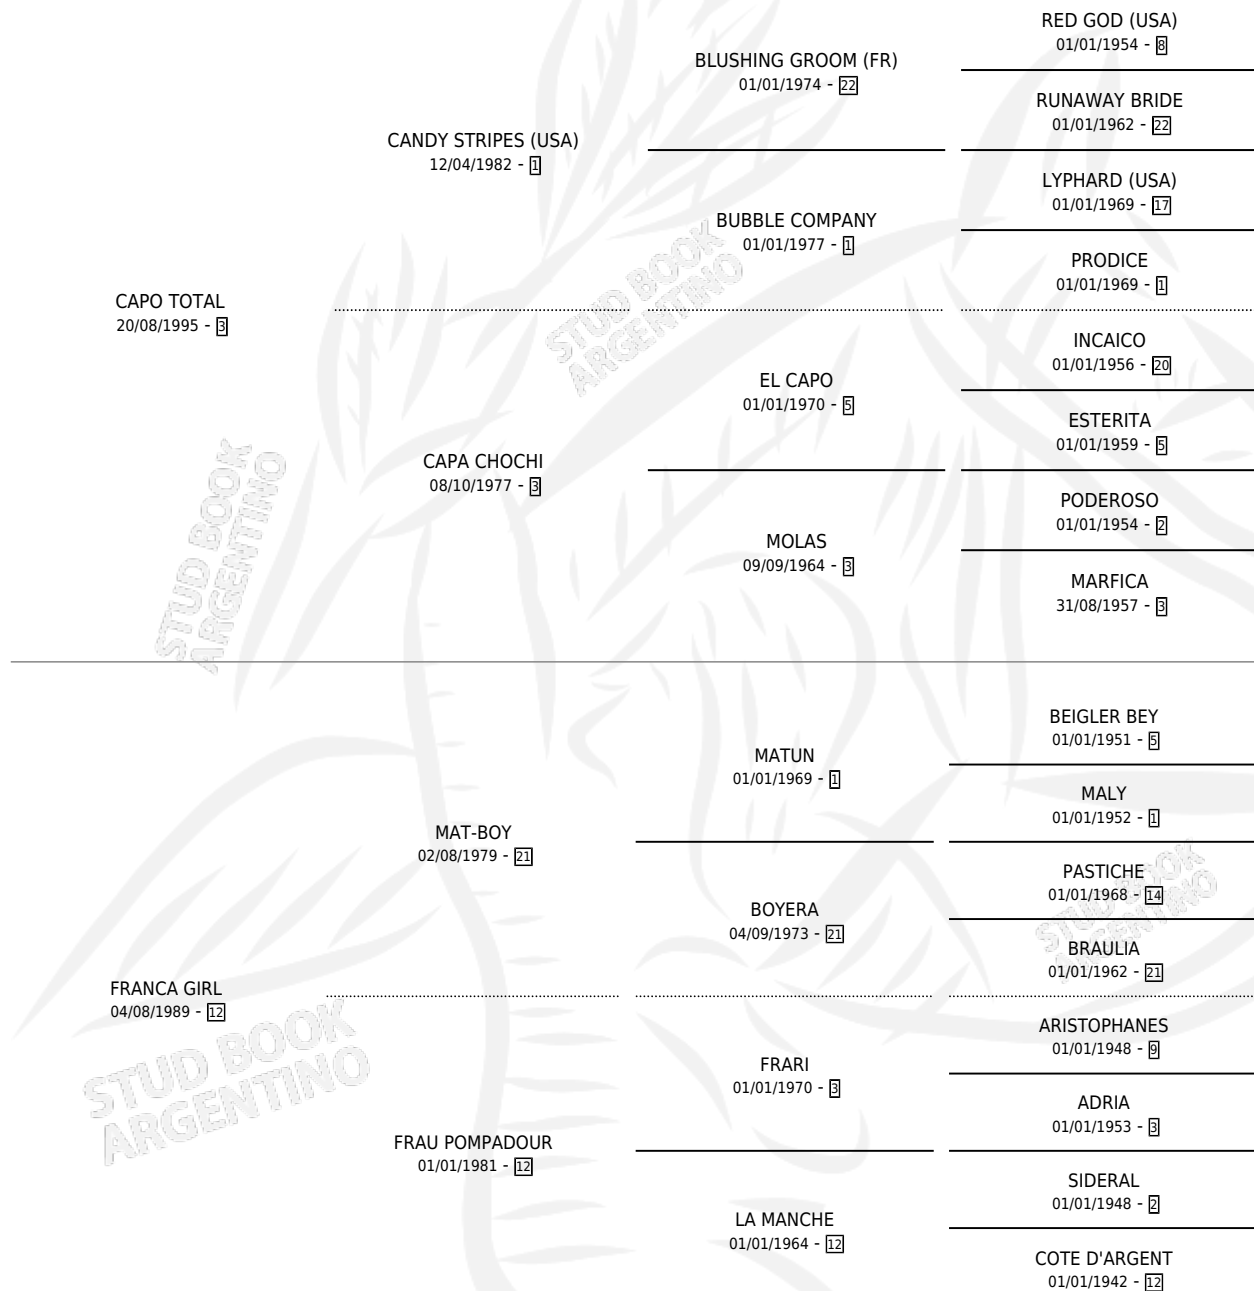 RED GOD (USA)
01/01/1954 - 8
BLUSHING GROOM (FR)
01/01/1974 - 22
RUNAWAY BRIDE
01/01/1962 - 22
CANDY STRIPES (USA)
12/04/1982 - 1
LYPHARD (USA)
01/01/1969 - 17
BUBBLE COMPANY
01/01/1977 - 1
PRODICE
01/01/1969 - 1
CAPO TOTAL
20/08/1995 - 3
STUD BOOK
ARGENTINO
INCAICO
01/01/1956 - 20
EL CAPO
01/01/1970 - 5
ESTERITA
01/01/1959 - 5
CAPA CHOCHI
08/10/1977 - 3
PODEROSO
01/01/1954 - 2
MOLAS
09/09/1964 - 3
MARFICA
31/08/1957 - 3
STUD BOOK
ARGENTINO
BEIGLER BEY
01/01/1951 - 5
MATUN
01/01/1969 - 1
MALY
01/01/1952 - 1
MAT-BOY
02/08/1979 - 21
PASTICHE
01/01/1968 - 14
BOYERA
04/09/1973 - 21
BRAULIA
01/01/1962 - 21
STUD BOOK
ARGENTINO
FRANCA GIRL
04/08/1989 - 12
STUD BOOK
ARGENTINO
ARISTOPHANES
01/01/1948 - 9
FRARI
01/01/1970 - 3
ADRIA
01/01/1953 - 3
FRAU POMPADOUR
01/01/1981 - 12
SIDERAL
01/01/1948 - 2
LA MANCHE
01/01/1964 - 12
COTE D'ARGENT
01/01/1942 - 12